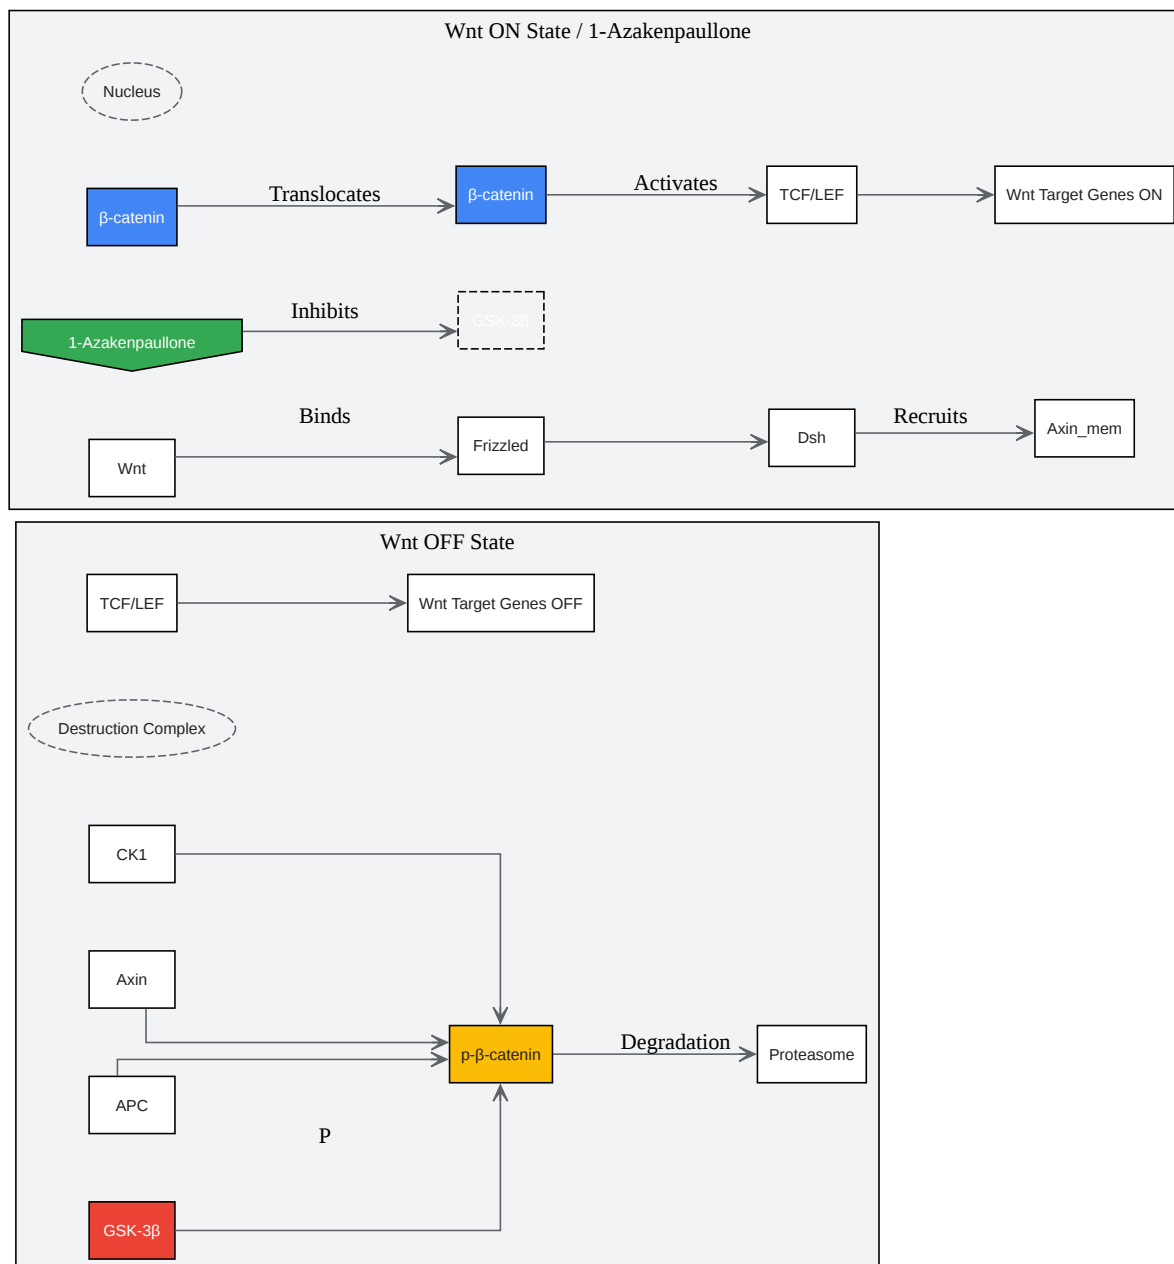 Wnt ON State / 1-Azakenpaullone
Nucleus
β-catenin
Translocates
β-catenin
Activates
TCF/LEF
Wnt Target Genes ON
1-Azakenpaullone
Inhibits
GSK-3β
Wnt
Binds
Frizzled
Dsh
Recruits
Axin_mem
Wnt OFF State
TCF/LEF
Wnt Target Genes OFF
Destruction Complex
CK1
Axin
APC
p-β-catenin
Degradation
Proteasome
P
GSK-3β